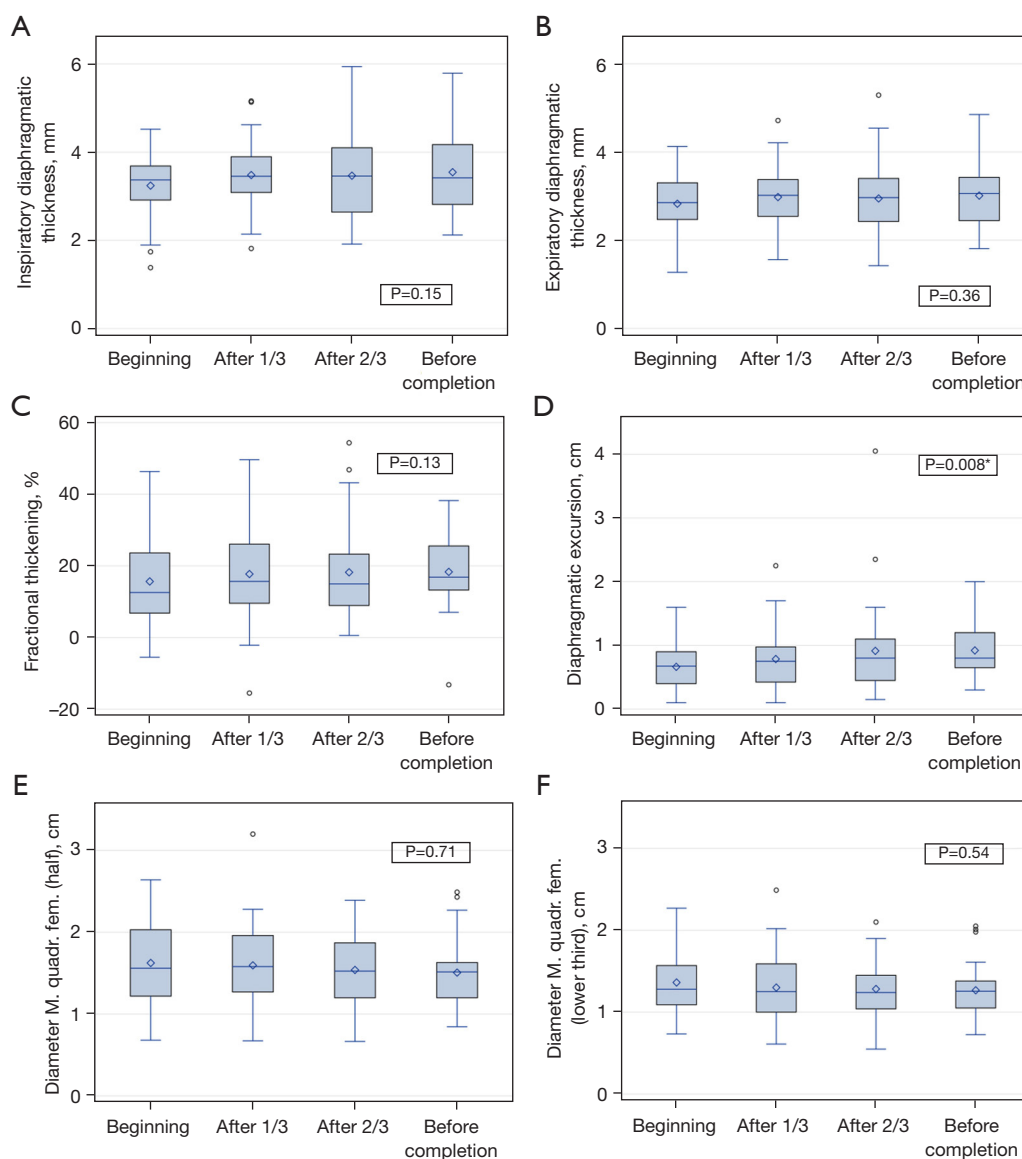 A
Inspiratory diaphragmatic
thickness, mm
6
4
2
0
P=0.15
Beginning
After 1/3
After 2/3
Before
completion
B
Expiratory diaphragmatic
thickness, mm
6
4
2
0
P=0.36
Beginning
After 1/3
After 2/3
Before
completion
C
Fractional thickening, %
60
40
20
0
–20
P=0.13
Beginning
After 1/3
After 2/3
Before
completion
D
Diaphragmatic excursion, cm
4
3
2
1
0
P=0.008*
Beginning
After 1/3
After 2/3
Before
completion
E
Diameter M. quadr. fem. (half), cm
3
2
1
0
P=0.71
Beginning
After 1/3
After 2/3
Before
completion
F
Diameter M. quadr. fem.
(lower third), cm
3
2
1
0
P=0.54
Beginning
After 1/3
After 2/3
Before
completion